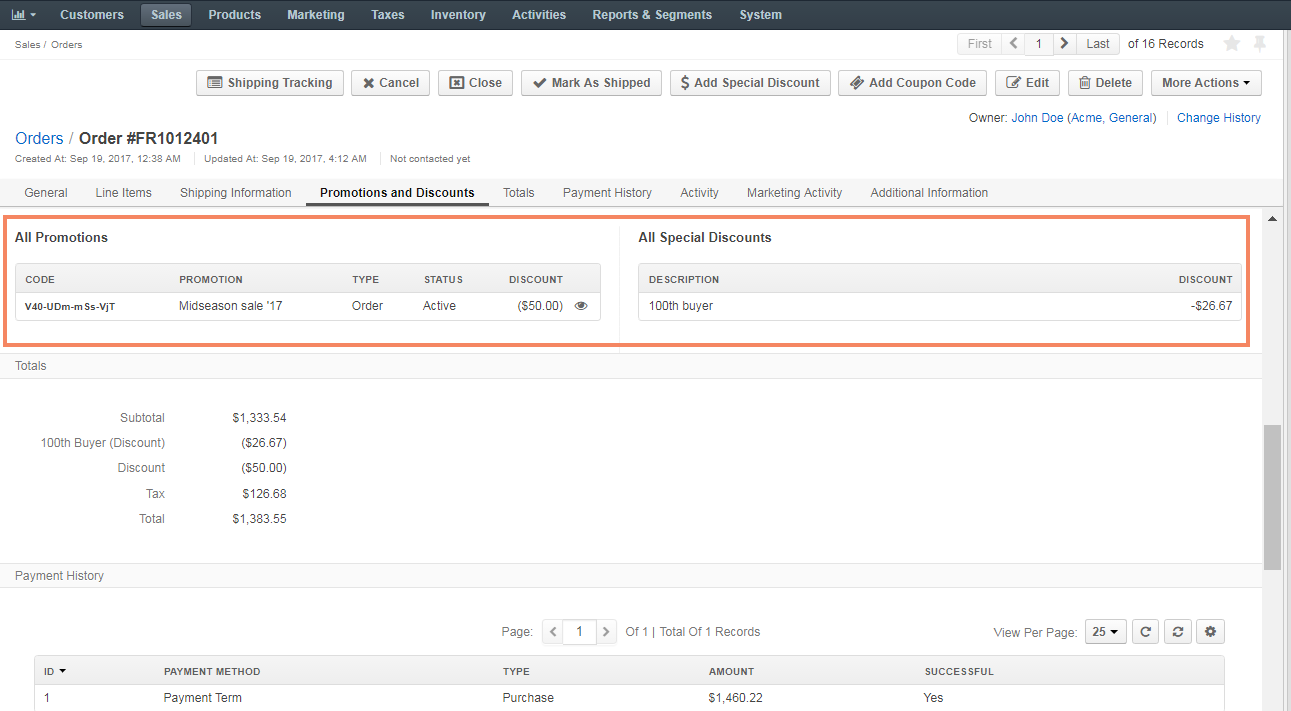 Customers Sales Products Marketing Taxes Inventory Activities Reports & Segments System
Sales / Orders First 1 Last of 16 Records
Shipping Tracking Cancel Close Mark As Shipped $ Add Special Discount Add Coupon Code Edit Delete More Actions
Owner: John Doe (Acme, General) Change History
Orders / Order #FR1012401
Created At: Sep 19, 2017, 12:38 AM Updated At: Sep 19, 2017, 4:12 AM Not contacted yet
General Line Items Shipping Information Promotions and Discounts Totals Payment History Activity Marketing Activity Additional Information
All Promotions All Special Discounts
CODE PROMOTION TYPE STATUS DISCOUNT DESCRIPTION DISCOUNT
V40-UDm-mSs-VjT Midseason sale '17 Order Active ($50.00) 100th buyer -$26.67
Totals
Subtotal $1,333.54
100th Buyer (Discount) ($26.67)
Discount ($50.00)
Tax $126.68
Total $1,383.55
Payment History
Page: 1 Of 1 | Total Of 1 Records View Per Page: 25
ID PAYMENT METHOD TYPE AMOUNT SUCCESSFUL
1 Payment Term Purchase $1,460.22 Yes